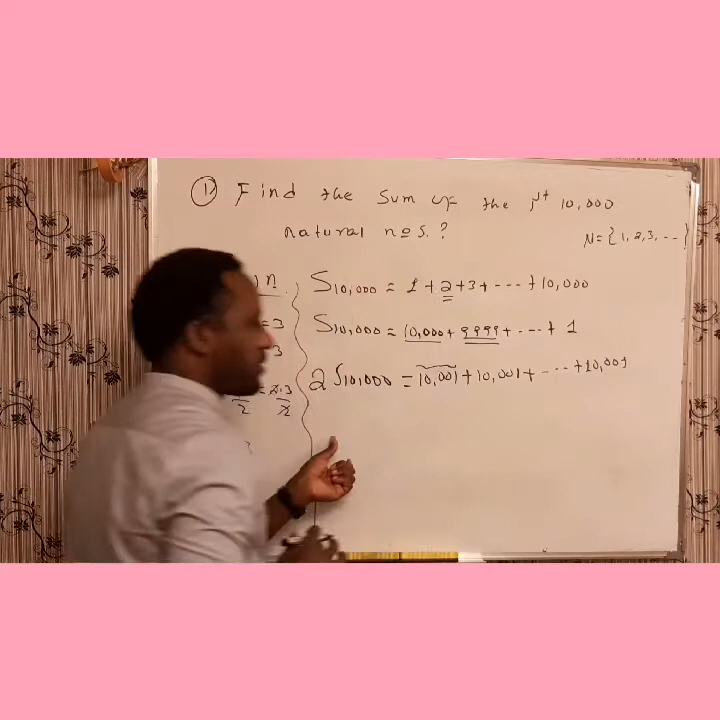 ① Find the sum of the 1st 10,000
natural nos.?
N = { 1, 2, 3, --- }
n
= 3
3
= 2.3
2 2
S10,000 = 1 + 2 + 3 + --- + 10,000
S10,000 = 10,000 + 9999 + --- + 1
2 S10,000 = 10,001 + 10,001 + --- + 10,001